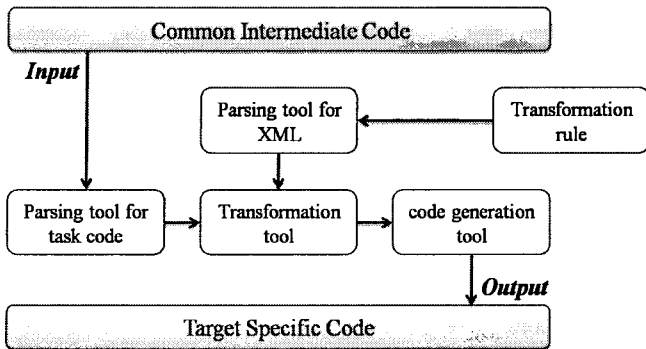 Common Intermediate Code
Input
Parsing tool for
XML
Transformation
rule
Parsing tool for
task code
Transformation
tool
code generation
tool
Output
Target Specific Code